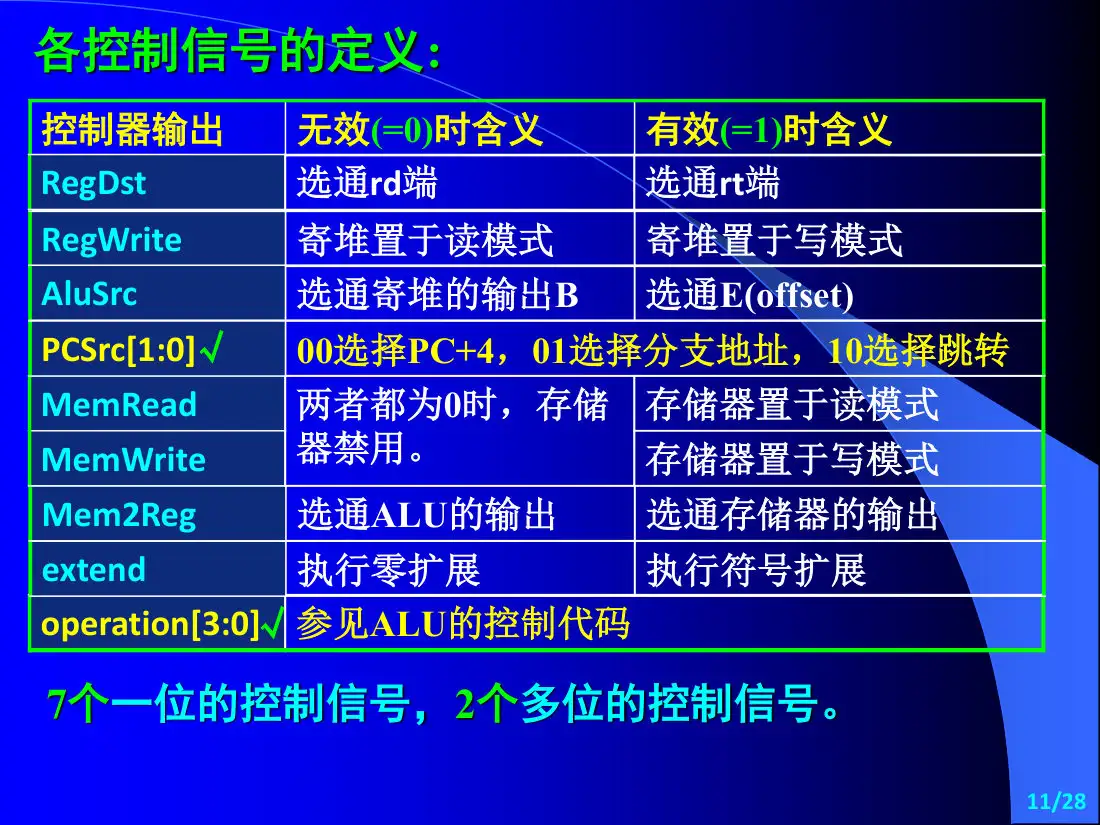 各控制信号的定义:
控制器输出 无效(=0)时含义 有效(=1)时含义
RegDst 选通rd端 选通rt端
RegWrite 寄堆置于读模式 寄堆置于写模式
AluSrc 选通寄堆的输出B 选通E(offset)
PCSrc[1:0]√ 00选择PC+4，01选择分支地址，10选择跳转
MemRead 两者都为0时，存储 存储器置于读模式
器禁用。
MemWrite 存储器置于写模式
Mem2Reg 选通ALU的输出 选通存储器的输出
extend 执行零扩展 执行符号扩展
operation[3:0]√ 参见ALU的控制代码
7个一位的控制信号，2个多位的控制信号。
11/28